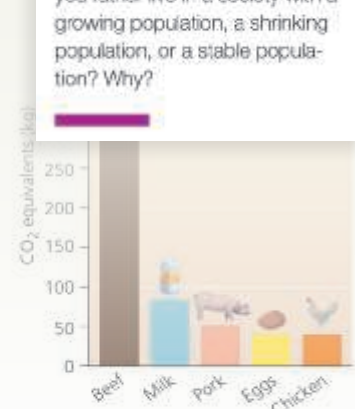 you rather live in a society with a
growing population, a shrinking
population, or a stable popula-
tion? Why?
CO2 equivalents (kg)
250
200
150
100
50
0
Beef
Milk
Pork
Eggs
Chicken